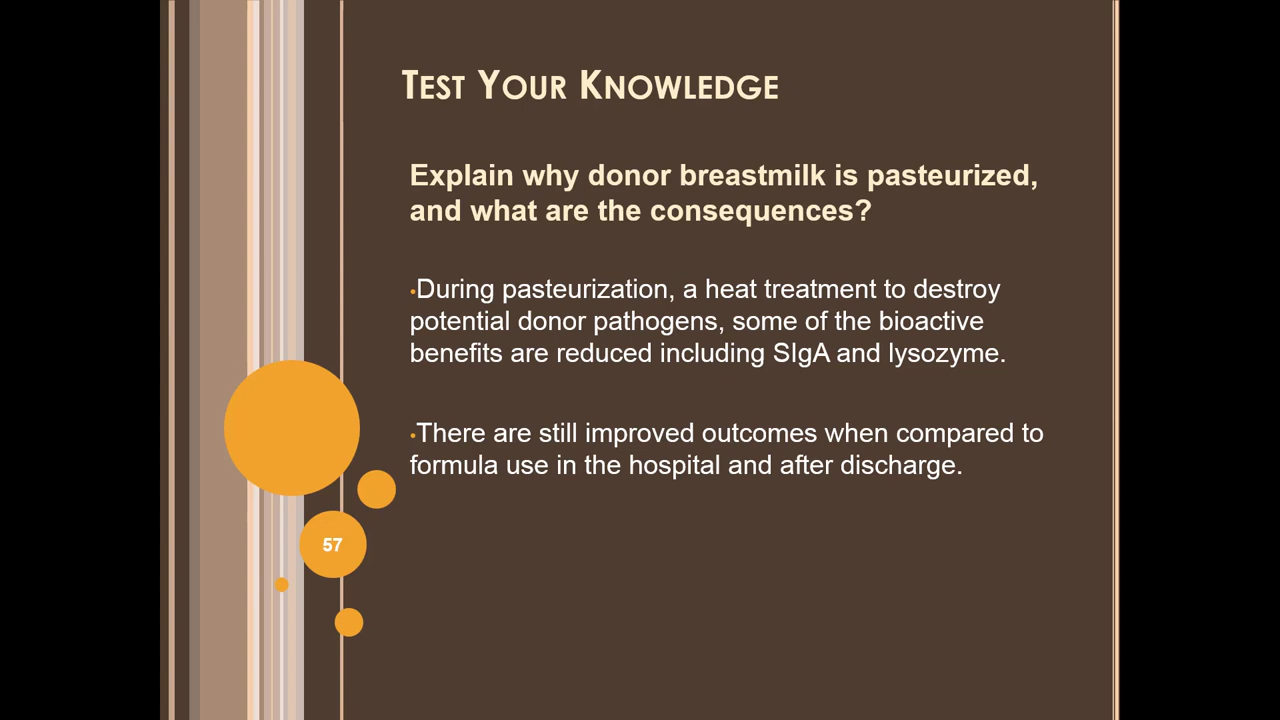 TEST YOUR KNOWLEDGE
Explain why donor breastmilk is pasteurized,
and what are the consequences?
•During pasteurization, a heat treatment to destroy
potential donor pathogens, some of the bioactive
benefits are reduced including SIgA and lysozyme.
•There are still improved outcomes when compared to
formula use in the hospital and after discharge.
57